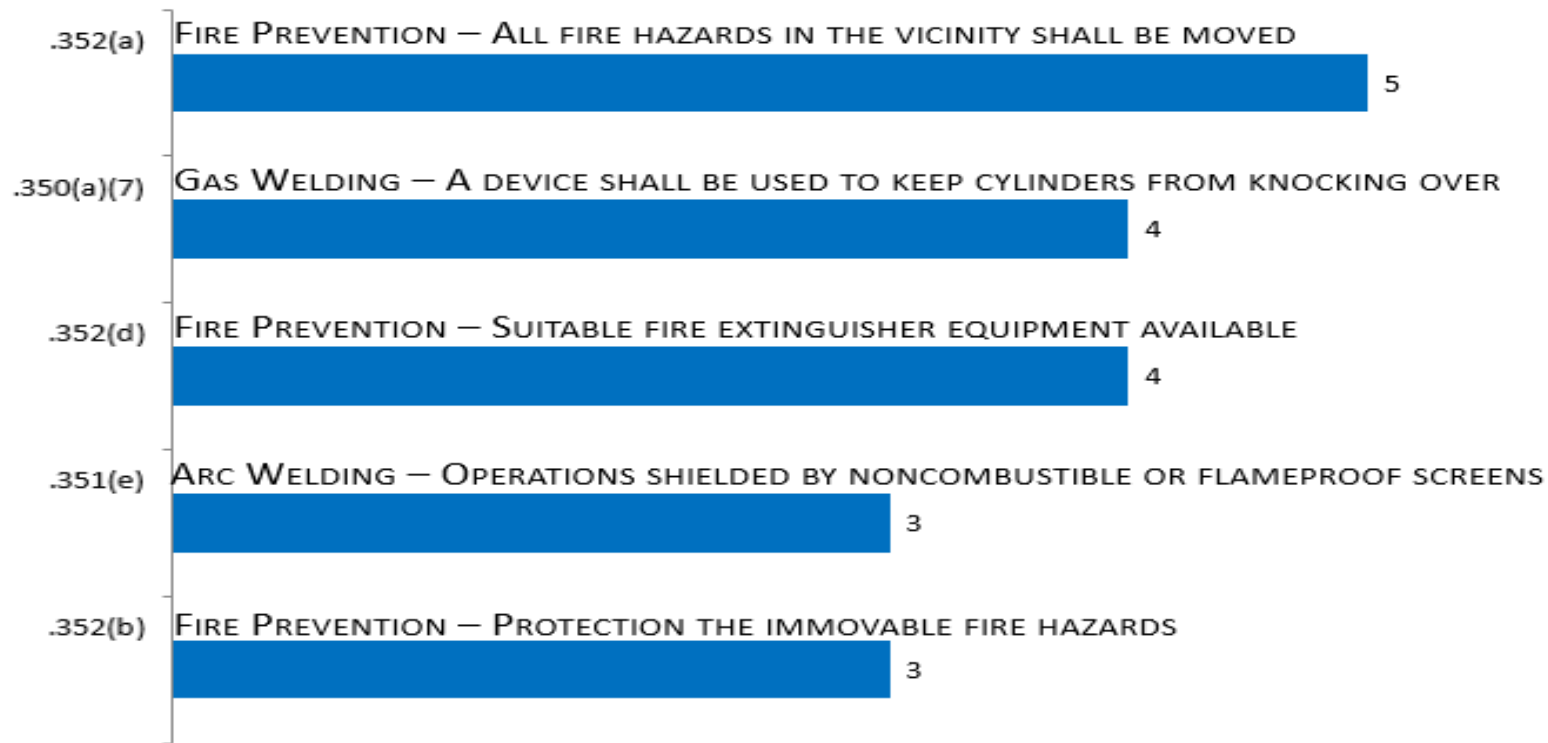 .352(a) Fire Prevention – All fire hazards in the vicinity shall be moved
5
.350(a)(7) Gas Welding – A device shall be used to keep cylinders from knocking over
4
.352(d) Fire Prevention – Suitable fire extinguisher equipment available
4
.351(e) Arc Welding – Operations shielded by noncombustible or flameproof screens
3
.352(b) Fire Prevention – Protection the immovable fire hazards
3